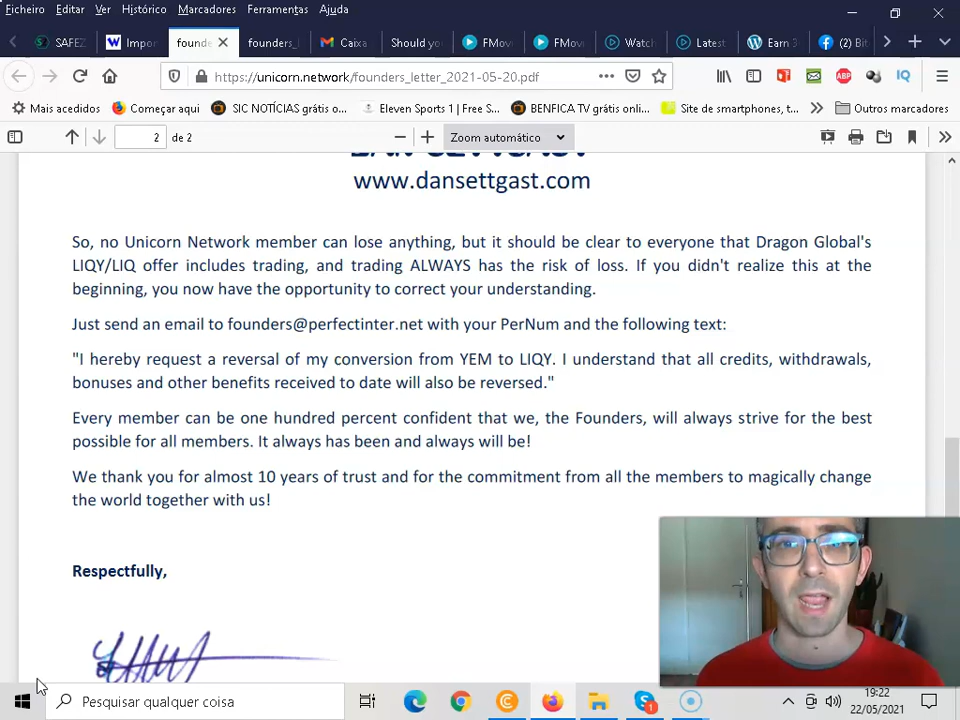 Ficheiro Editar Ver Histórico Marcadores Ferramentas Ajuda
SAFEZ Impor founde founders_l Caixa Should yo FMove FMove Watch Latest Earn (2) Bit
https://unicorn.network/founders_letter_2021-05-20.pdf ABP IQ
Mais acedidos Começar aqui SIC NOTÍCIAS grátis o... Eleven Sports 1 | Free S... BENFICA TV grátis onli... Site de smartphones, t... Outros marcadores
2 de 2 Zoom automático
www.dansettgast.com
So, no Unicorn Network member can lose anything, but it should be clear to everyone that Dragon Global's
LIQY/LIQ offer includes trading, and trading ALWAYS has the risk of loss. If you didn't realize this at the
beginning, you now have the opportunity to correct your understanding.
Just send an email to founders@perfectinter.net with your PerNum and the following text:
"I hereby request a reversal of my conversion from YEM to LIQY. I understand that all credits, withdrawals,
bonuses and other benefits received to date will also be reversed."
Every member can be one hundred percent confident that we, the Founders, will always strive for the best
possible for all members. It always has been and always will be!
We thank you for almost 10 years of trust and for the commitment from all the members to magically change
the world together with us!
Respectfully,
Pesquisar qualquer coisa
19:22
22/05/2021